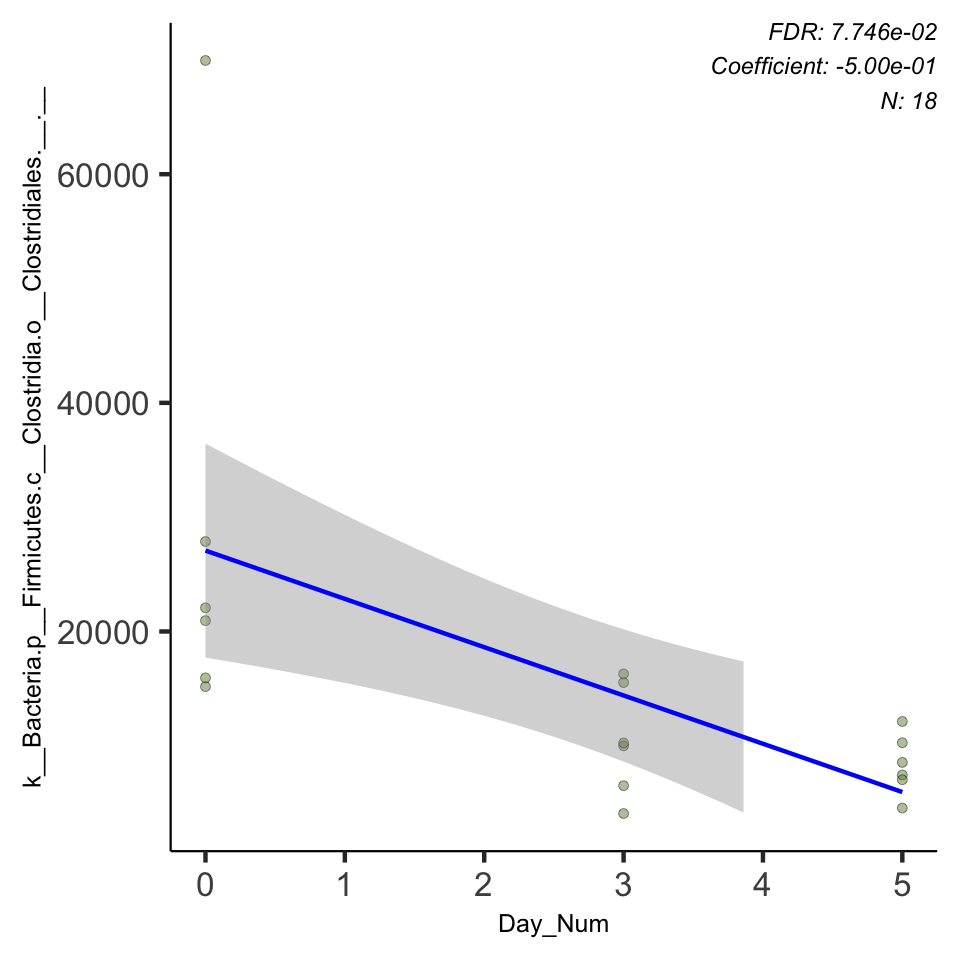 FDR: 7.746e-02
Coefficient: -5.00e-01
N: 18
k__Bacteria.p__Firmicutes.c__Clostridia.o__Clostridiales.__.__
60000
40000
20000
0 1 2 3 4 5
Day_Num